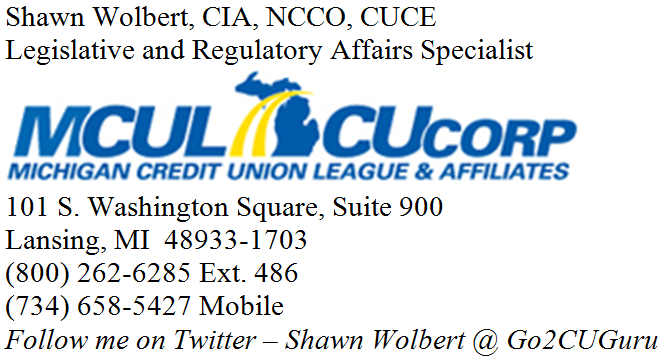 Shawn Wolbert, CIA, NCCO, CUCE
Legislative and Regulatory Affairs Specialist
MCUL CUCORP
MICHIGAN CREDIT UNION LEAGUE & AFFILIATES
101 S. Washington Square, Suite 900
Lansing, MI  48933-1703
(800) 262-6285 Ext. 486
(734) 658-5427 Mobile
Follow me on Twitter – Shawn Wolbert @ Go2CUGuru